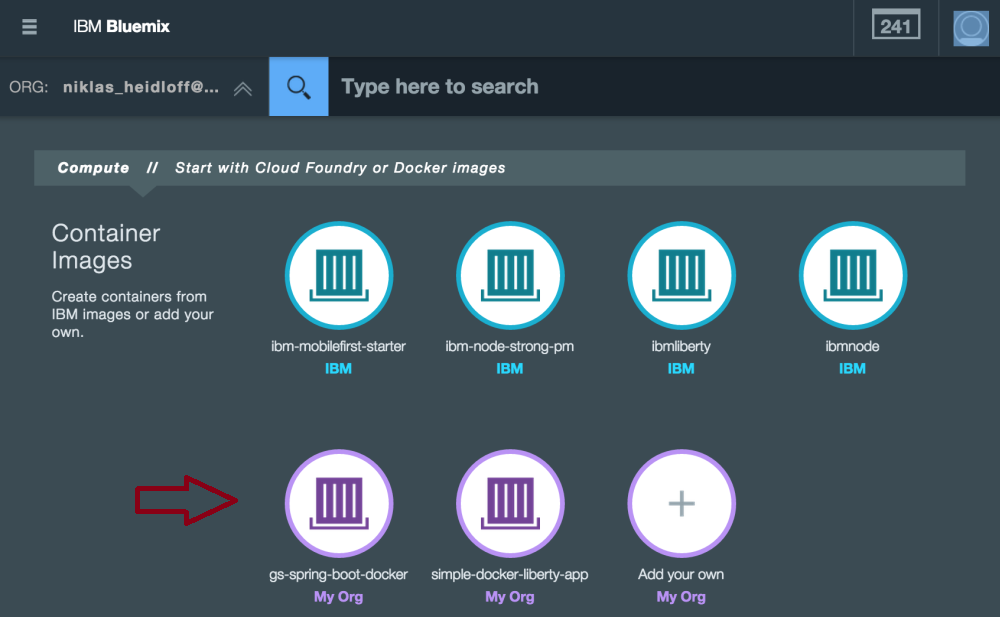 IBM Bluemix
241
ORG: niklas_heidloff@...
Type here to search
Compute // Start with Cloud Foundry or Docker images
Container
Images
Create containers from
IBM images or add your
own.
ibm-mobilefirst-starter
IBM
ibm-node-strong-pm
IBM
ibmliberty
IBM
ibmnode
IBM
gs-spring-boot-docker
My Org
simple-docker-liberty-app
My Org
Add your own
My Org